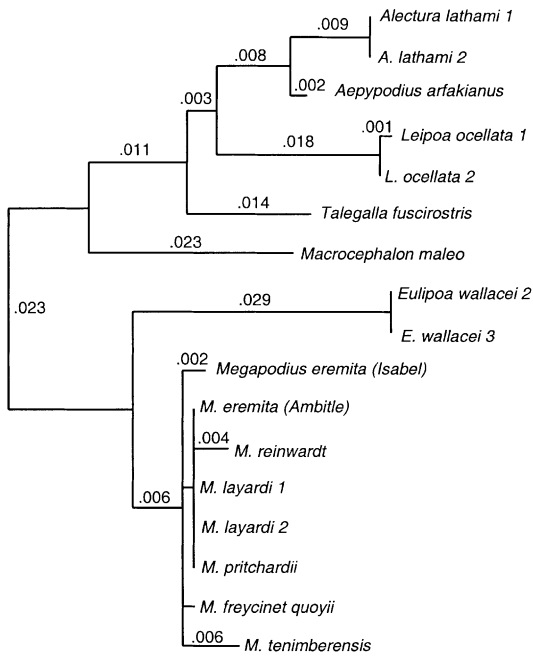 .009
Alectura lathami 1
.008
A. lathami 2
.002
Aepypodius arfakianus
.003
.001
Leipoa ocellata 1
.018
.011
L. ocellata 2
.014
Talegalla fuscirostris
.023
Macrocephalon maleo
.023
.029
Eulipoa wallacei 2
E. wallacei 3
.002
Megapodius eremita (Isabel)
M. eremita (Ambitle)
.004
M. reinwardt
M. layardi 1
.006
M. layardi 2
M. pritchardii
M. freycinet quoyii
.006
M. tenimberensis